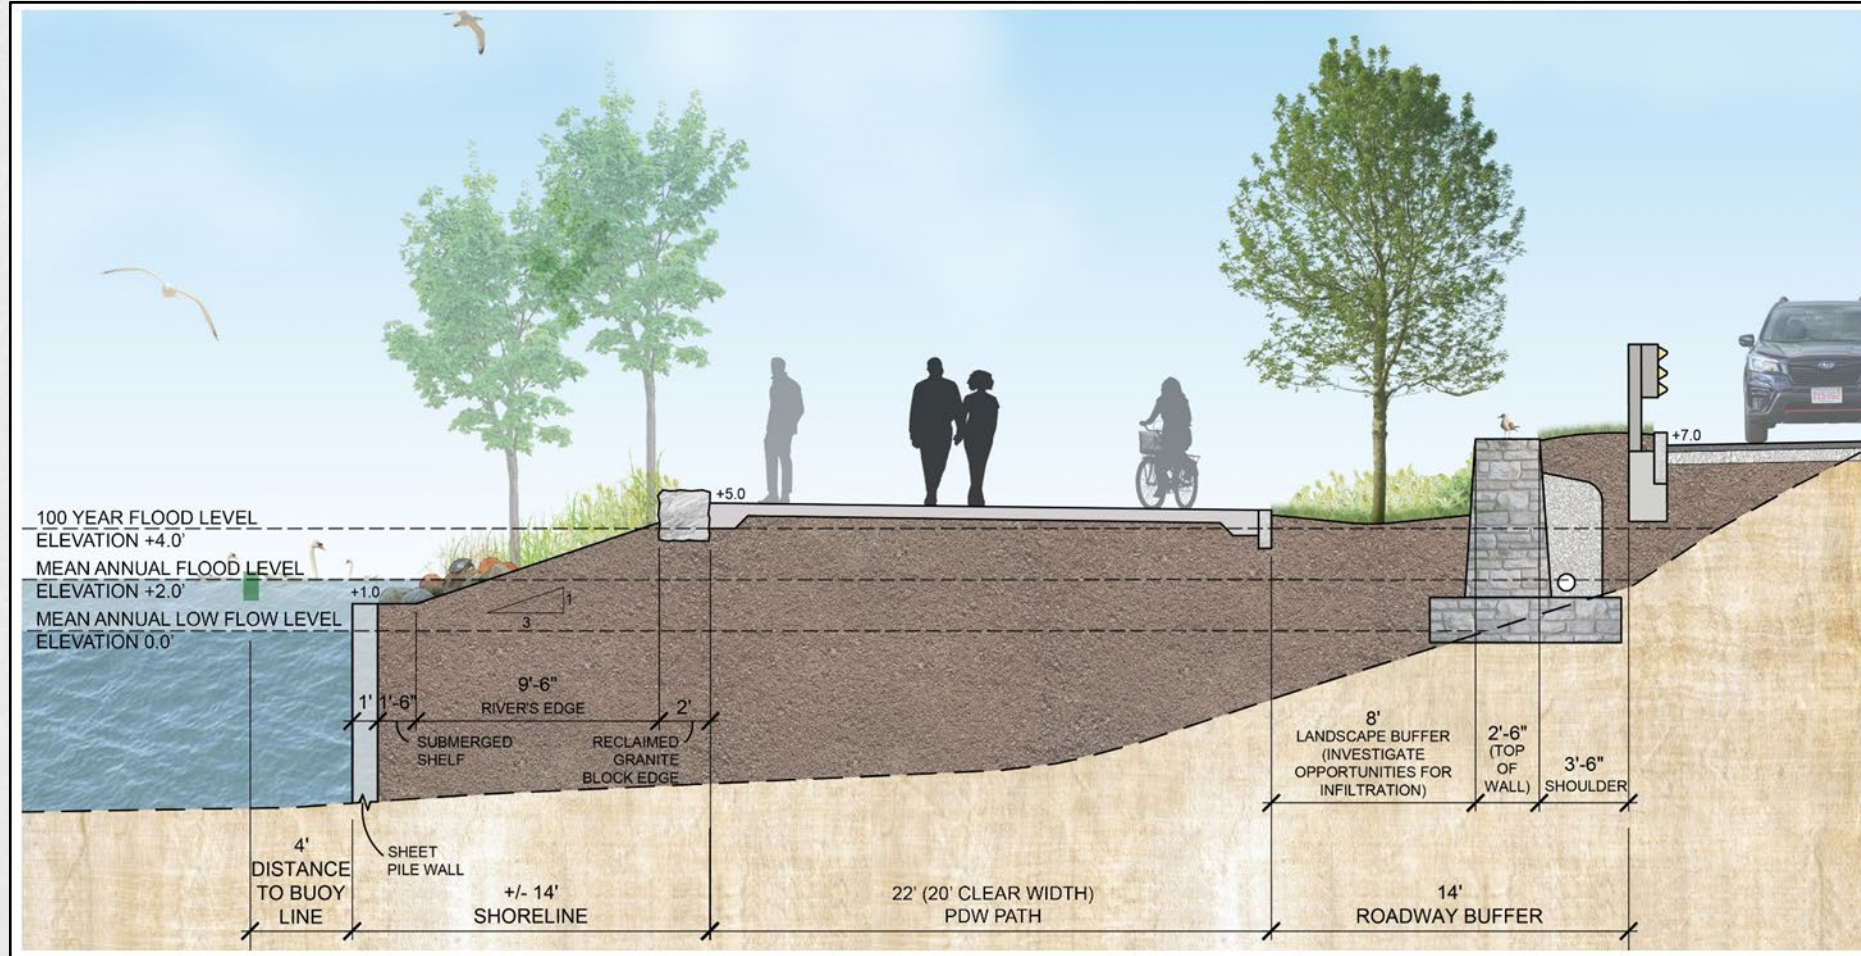 100 YEAR FLOOD LEVEL
ELEVATION +4.0'
MEAN ANNUAL FLOOD LEVEL
ELEVATION +2.0'
MEAN ANNUAL LOW FLOW LEVEL
ELEVATION 0.0'
+1.0
+5.0
+7.0
1
3
1'
1'-6"
9'-6"
RIVER'S EDGE
2'
SUBMERGED
SHELF
RECLAIMED
GRANITE
BLOCK EDGE
8'
LANDSCAPE BUFFER
(INVESTIGATE
OPPORTUNITIES FOR
INFILTRATION)
2'-6"
(TOP
OF
WALL)
3'-6"
SHOULDER
SHEET
PILE WALL
4'
DISTANCE
TO BUOY
LINE
+/- 14'
SHORELINE
22' (20' CLEAR WIDTH)
PDW PATH
14'
ROADWAY BUFFER